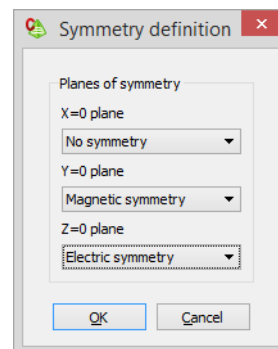 Symmetry definition
Planes of symmetry
X=0 plane
No symmetry
Y=0 plane
Magnetic symmetry
Z=0 plane
Electric symmetry
OK Cancel